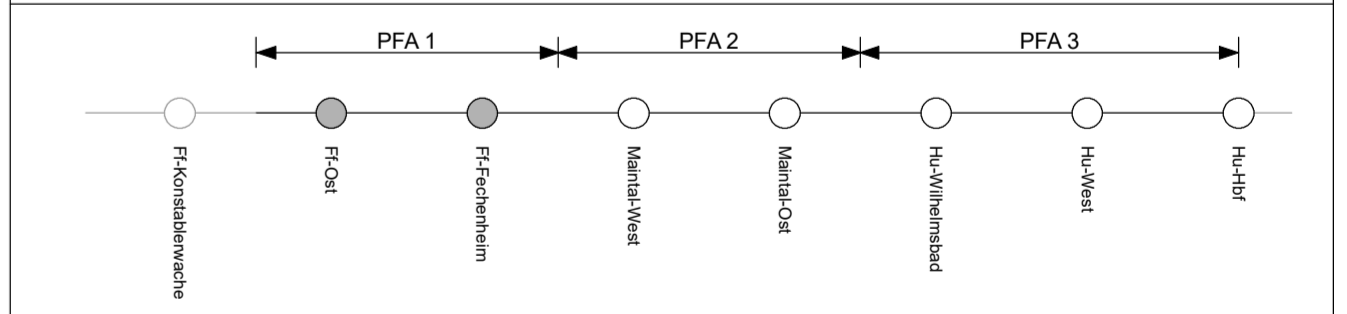 PFA 1
PFA 2
PFA 3
Ff-Konstablerwache
Ff-Ost
Ff-Fechenheim
Maintal-West
Maintal-Ost
Hu-Wilhelmsbad
Hu-West
Hu-Hbf